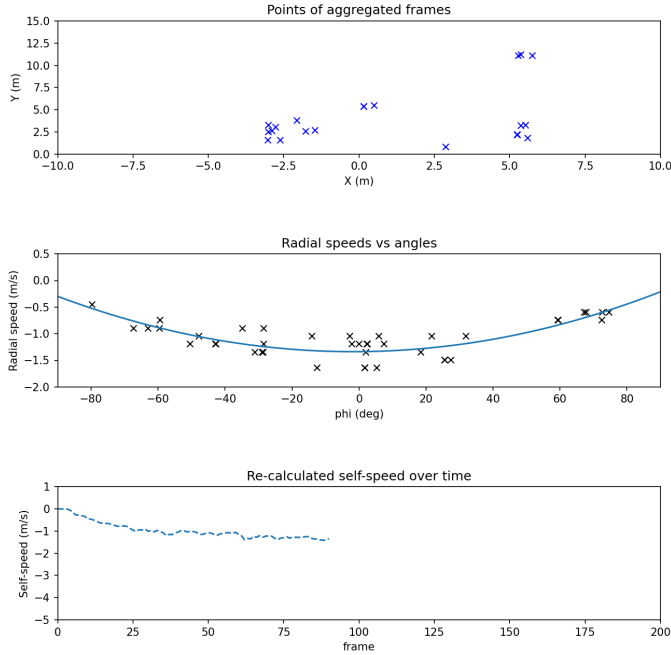 Points of aggregated frames
15.0
12.5
10.0
7.5
5.0
2.5
0.0
Y (m)
−10.0 −7.5 −5.0 −2.5 0.0 2.5 5.0 7.5 10.0
X (m)
Radial speeds vs angles
0.5
0.0
−0.5
−1.0
−1.5
−2.0
Radial speed (m/s)
−80 −60 −40 −20 0 20 40 60 80
phi (deg)
Re-calculated self-speed over time
1
0
−1
−2
−3
−4
−5
Self-speed (m/s)
0 25 50 75 100 125 150 175 200
frame